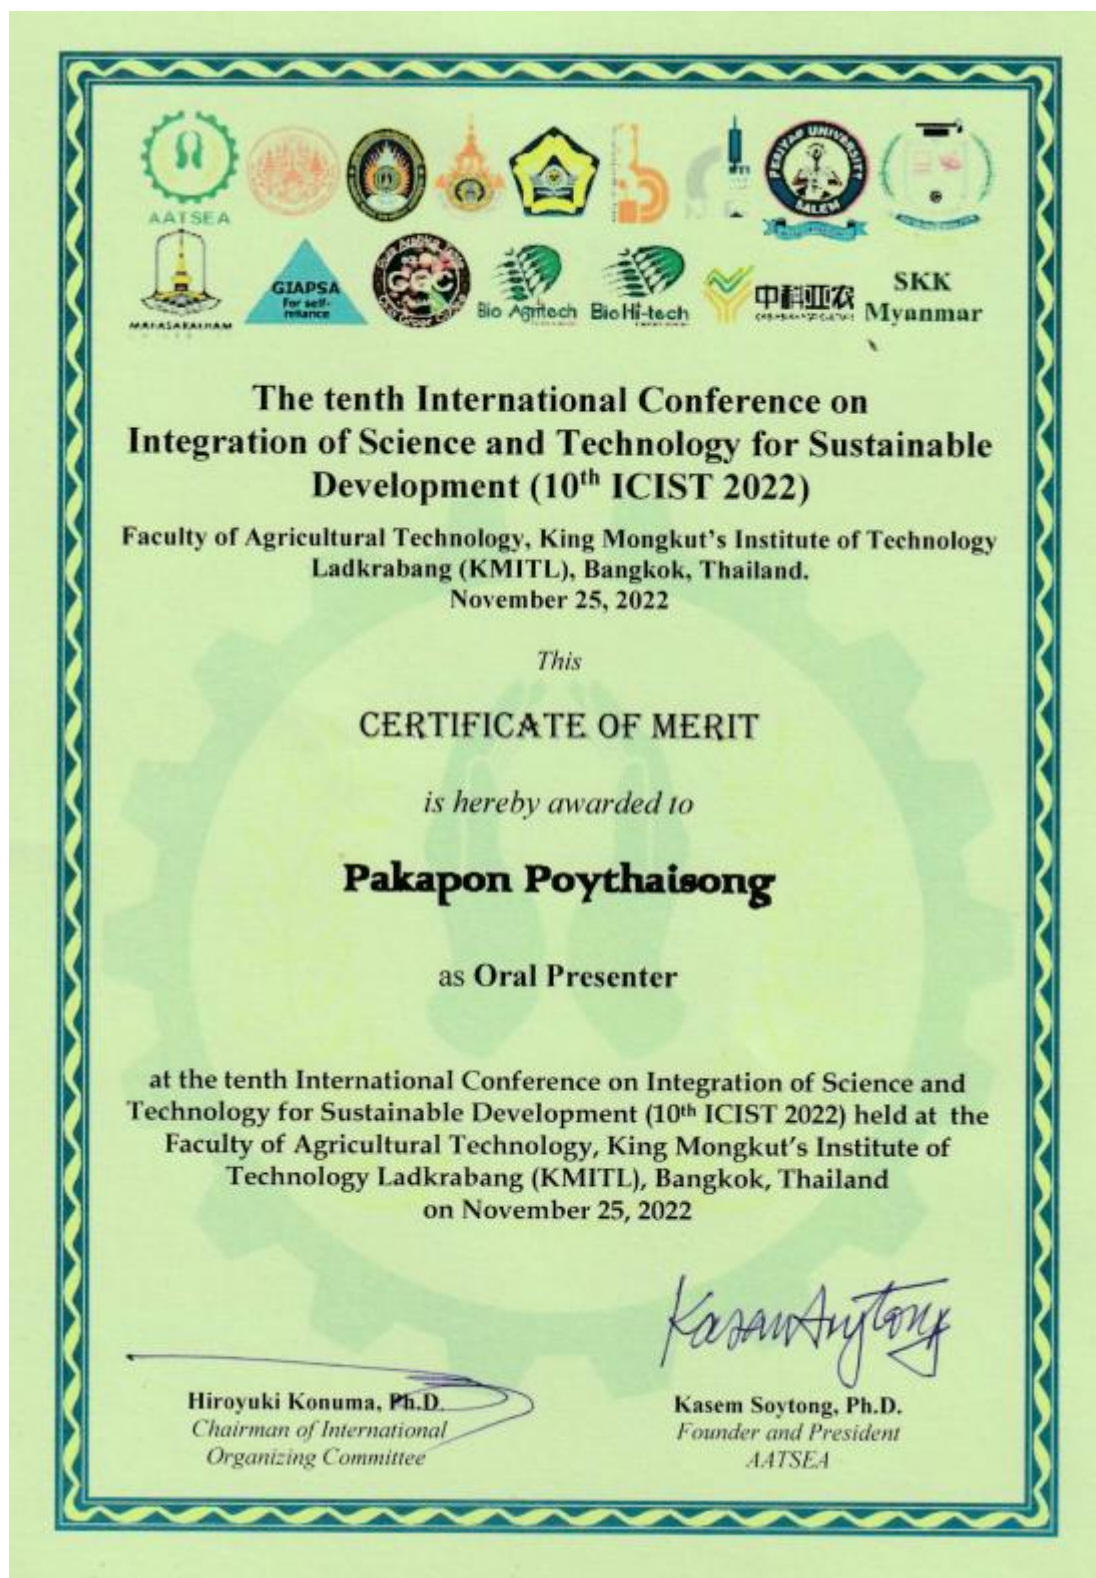 AATSEA
PERIYAR UNIVERSITY
SALEM
MAHASARAKHAM
GIAPSA
For self-
reliance
Bio Agritech
BioHi-tech
中科亚农
SKK
Myanmar
The tenth International Conference on
Integration of Science and Technology for Sustainable
Development (10th ICIST 2022)
Faculty of Agricultural Technology, King Mongkut's Institute of Technology
Ladkrabang (KMITL), Bangkok, Thailand.
November 25, 2022
This
CERTIFICATE OF MERIT
is hereby awarded to
Pakapon Poythaisong
as Oral Presenter
at the tenth International Conference on Integration of Science and
Technology for Sustainable Development (10th ICIST 2022) held at the
Faculty of Agricultural Technology, King Mongkut's Institute of
Technology Ladkrabang (KMITL), Bangkok, Thailand
on November 25, 2022
Hiroyuki Konuma, Ph.D.
Chairman of International
Organizing Committee
Kasem Soytong, Ph.D.
Founder and President
AATSEA